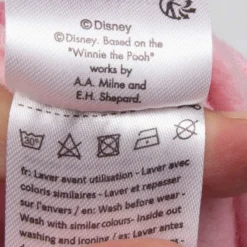 © Disney
© Disney. Based on the
"Winnie the Pooh"
works by
A.A. Milne and
E.H. Shepard.
30°
fr: Laver avant utilisation - Laver avec
coloris similaires - Laver et repasser
sur l'envers / en: Wash before wear -
Wash with similar colours- Inside out
washing and ironing / es: Lavar antes